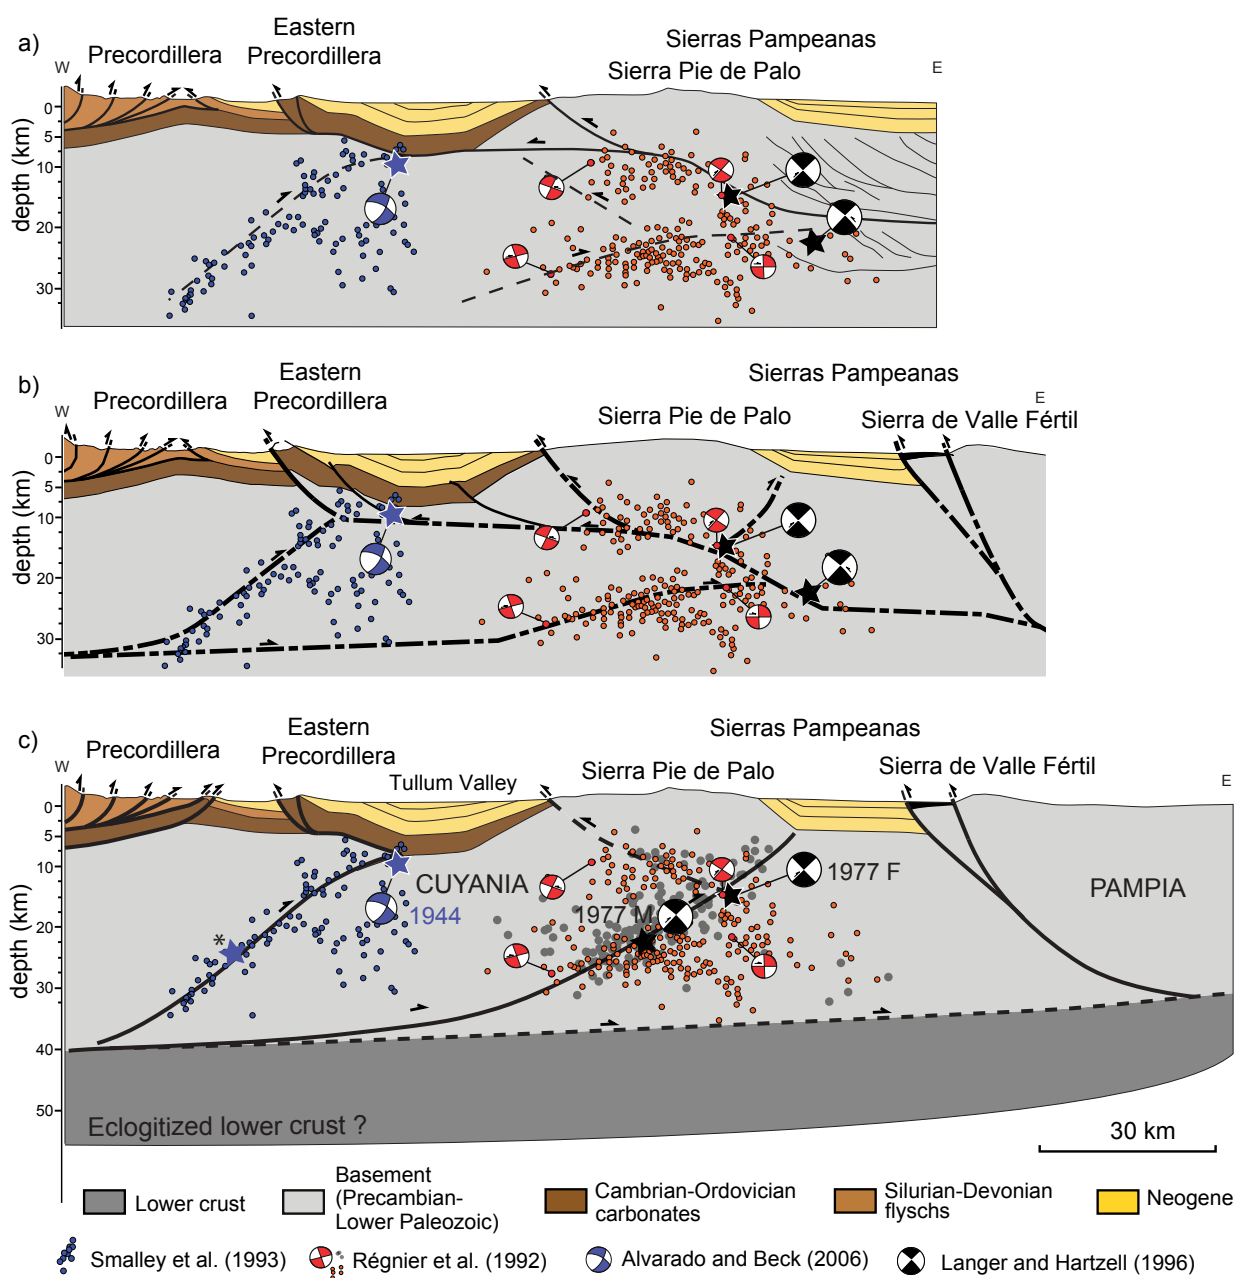 a)
Eastern
Precordillera
Precordillera
Sierras Pampeanas
Sierra Pie de Palo
W
E
0
5
10
20
30
depth (km)
b)
Eastern
Precordillera
Precordillera
Sierras Pampeanas
Sierra Pie de Palo
Sierra de Valle Fértil
W
E
0
5
10
20
30
depth (km)
c)
Eastern
Precordillera
Precordillera
Sierras Pampeanas
Tullum Valley
Sierra Pie de Palo
Sierra de Valle Fértil
W
E
0
5
10
20
30
40
50
depth (km)
CUYANIA
1977 F
PAMPIA
1944
1977 M
*
Eclogitized lower crust ?
30 km
Lower crust
Basement
(Precambian-
Lower Paleozoic)
Cambrian-Ordovician
carbonates
Silurian-Devonian
flyschs
Neogene
Smalley et al. (1993)
Régnier et al. (1992)
Alvarado and Beck (2006)
Langer and Hartzell (1996)